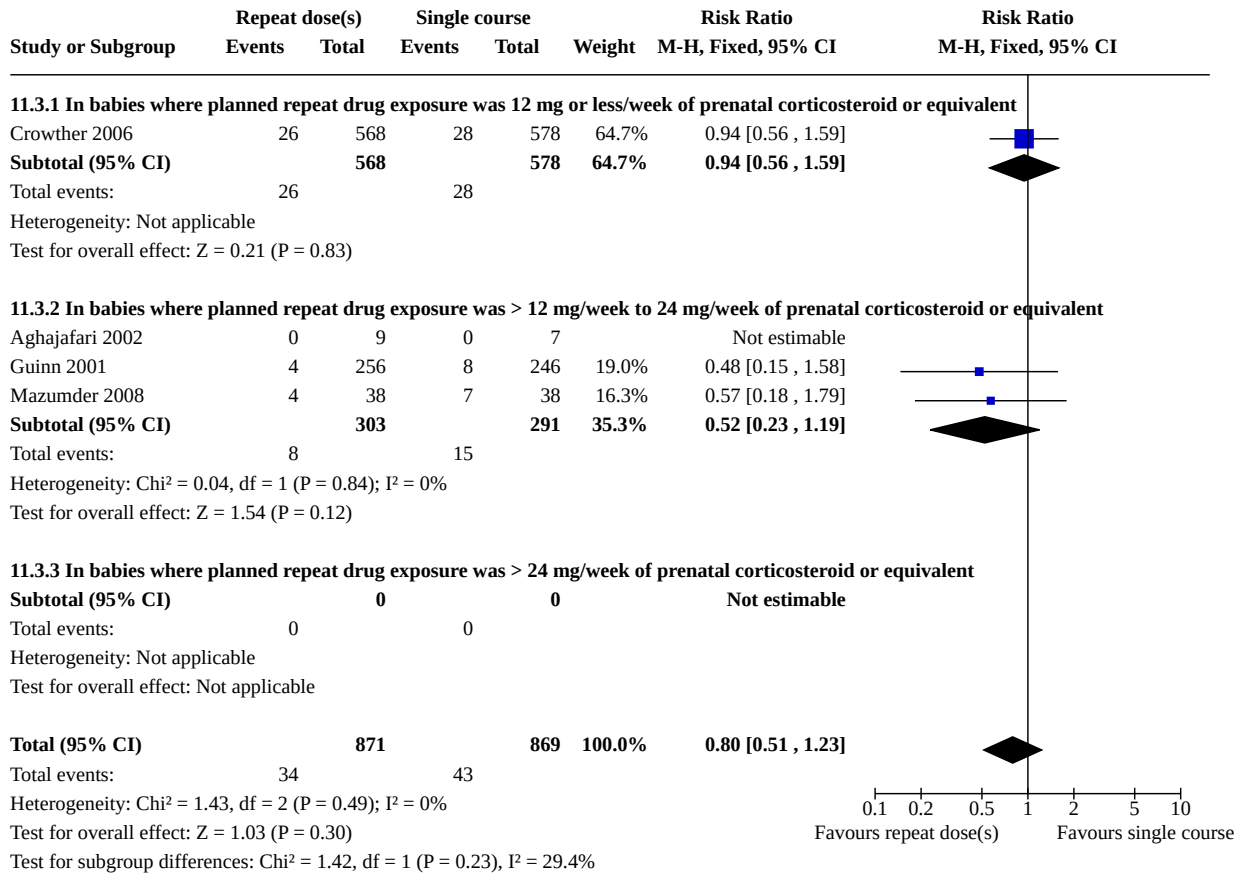 Repeat dose(s) Single course Risk Ratio Risk Ratio
Study or Subgroup Events Total Events Total Weight M-H, Fixed, 95% CI M-H, Fixed, 95% CI
11.3.1 In babies where planned repeat drug exposure was 12 mg or less/week of prenatal corticosteroid or equivalent
Crowther 2006 26 568 28 578 64.7% 0.94 [0.56 , 1.59]
Subtotal (95% CI) 568 578 64.7% 0.94 [0.56 , 1.59]
Total events: 26 28
Heterogeneity: Not applicable
Test for overall effect: Z = 0.21 (P = 0.83)
11.3.2 In babies where planned repeat drug exposure was > 12 mg/week to 24 mg/week of prenatal corticosteroid or equivalent
Aghajafari 2002 0 9 0 7 Not estimable
Guinn 2001 4 256 8 246 19.0% 0.48 [0.15 , 1.58]
Mazumder 2008 4 38 7 38 16.3% 0.57 [0.18 , 1.79]
Subtotal (95% CI) 303 291 35.3% 0.52 [0.23 , 1.19]
Total events: 8 15
Heterogeneity: Chi² = 0.04, df = 1 (P = 0.84); I² = 0%
Test for overall effect: Z = 1.54 (P = 0.12)
11.3.3 In babies where planned repeat drug exposure was > 24 mg/week of prenatal corticosteroid or equivalent
Subtotal (95% CI) 0 0 Not estimable
Total events: 0 0
Heterogeneity: Not applicable
Test for overall effect: Not applicable
Total (95% CI) 871 869 100.0% 0.80 [0.51 , 1.23]
Total events: 34 43
Heterogeneity: Chi² = 1.43, df = 2 (P = 0.49); I² = 0%
0.1 0.2 0.5 1 2 5 10
Test for overall effect: Z = 1.03 (P = 0.30)
Favours repeat dose(s) Favours single course
Test for subgroup differences: Chi² = 1.42, df = 1 (P = 0.23), I² = 29.4%